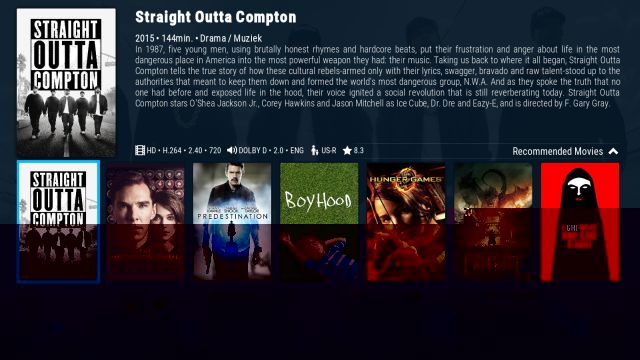 STRAIGHT
OUTTA
COMPTON
Straight Outta Compton
2015 • 144min. • Drama / Muziek
In 1987, five young men, using brutally honest rhymes and hardcore beats, put their frustration and anger about life in the most
dangerous place in America into the most powerful weapon they had: their music. Taking us back to where it all began, Straight
Outta Compton tells the true story of how these cultural rebels-armed only with their lyrics, swagger, bravado and raw talent-stood up to the
authorities that meant to keep them down and formed the world's most dangerous group, N.W.A. And as they spoke the truth that no
one had before and exposed life in the hood, their voice ignited a social revolution that is still reverberating today. Straight Outta
Compton stars O'Shea Jackson Jr., Corey Hawkins and Jason Mitchell as Ice Cube, Dr. Dre and Eazy-E, and is directed by F. Gary Gray.
HD • H.264 • 2.40 • 720 DOLBY D • 2.0 • ENG US-R 8.3
Recommended Movies
STRAIGHT
OUTTA
COMPTON
PREDESTINATION
BOYHOOD
THE HUNGER GAMES